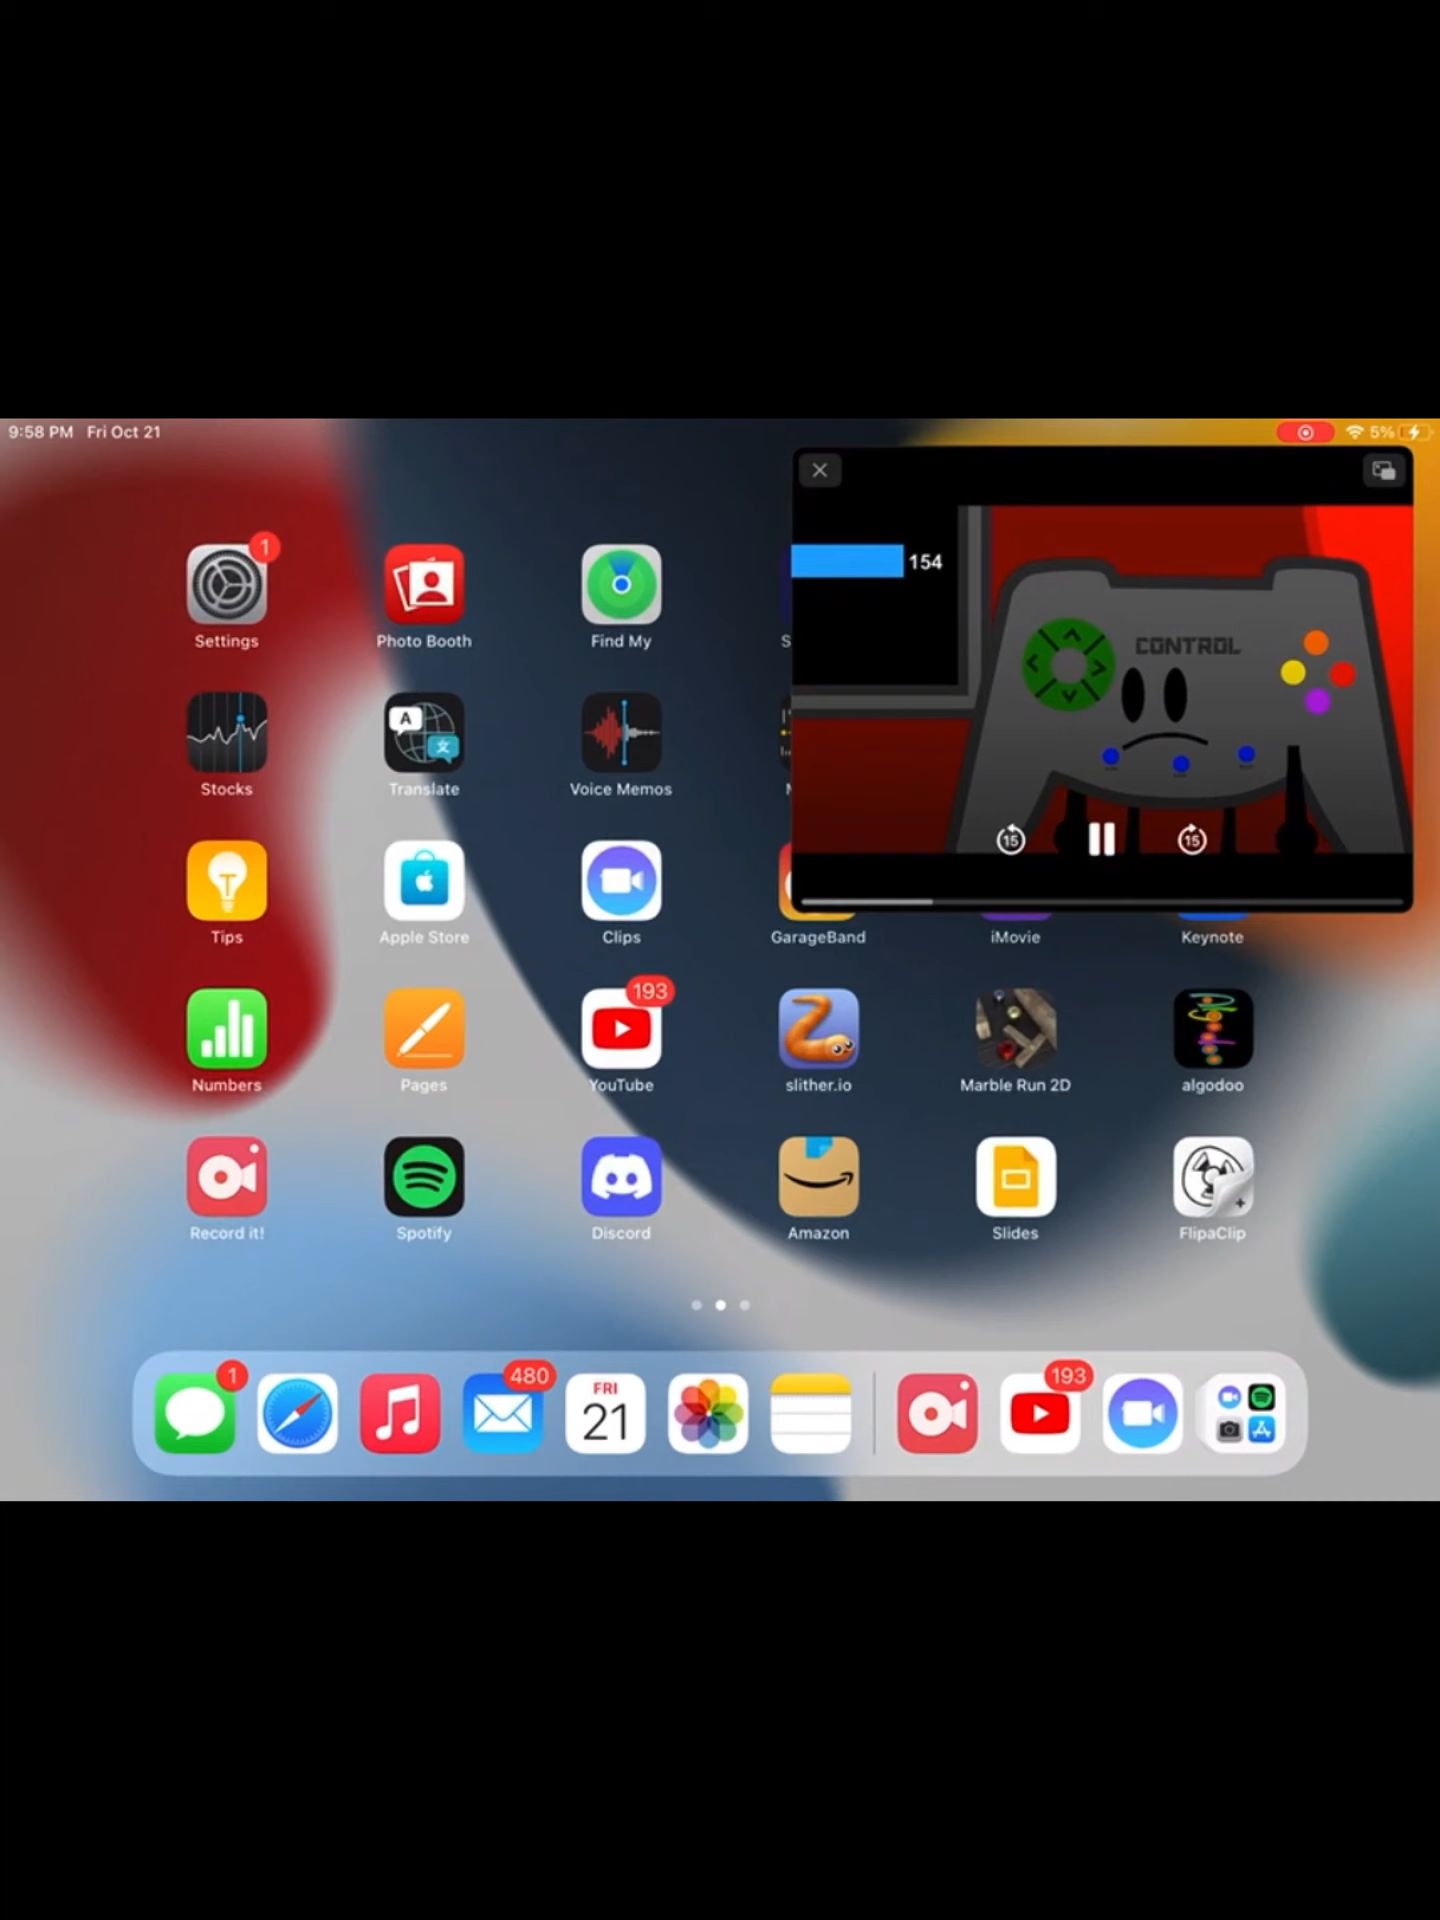 9:58 PM Fri Oct 21
5%
154
CONTROL
15
15
1
Settings
Photo Booth
Find My
S
Stocks
Translate
Voice Memos
M
Tips
Apple Store
Clips
GarageBand
iMovie
Keynote
193
Numbers
Pages
YouTube
slither.io
Marble Run 2D
algodoo
Record it!
Spotify
Discord
Amazon
Slides
FlipaClip
1
480
FRI
21
193